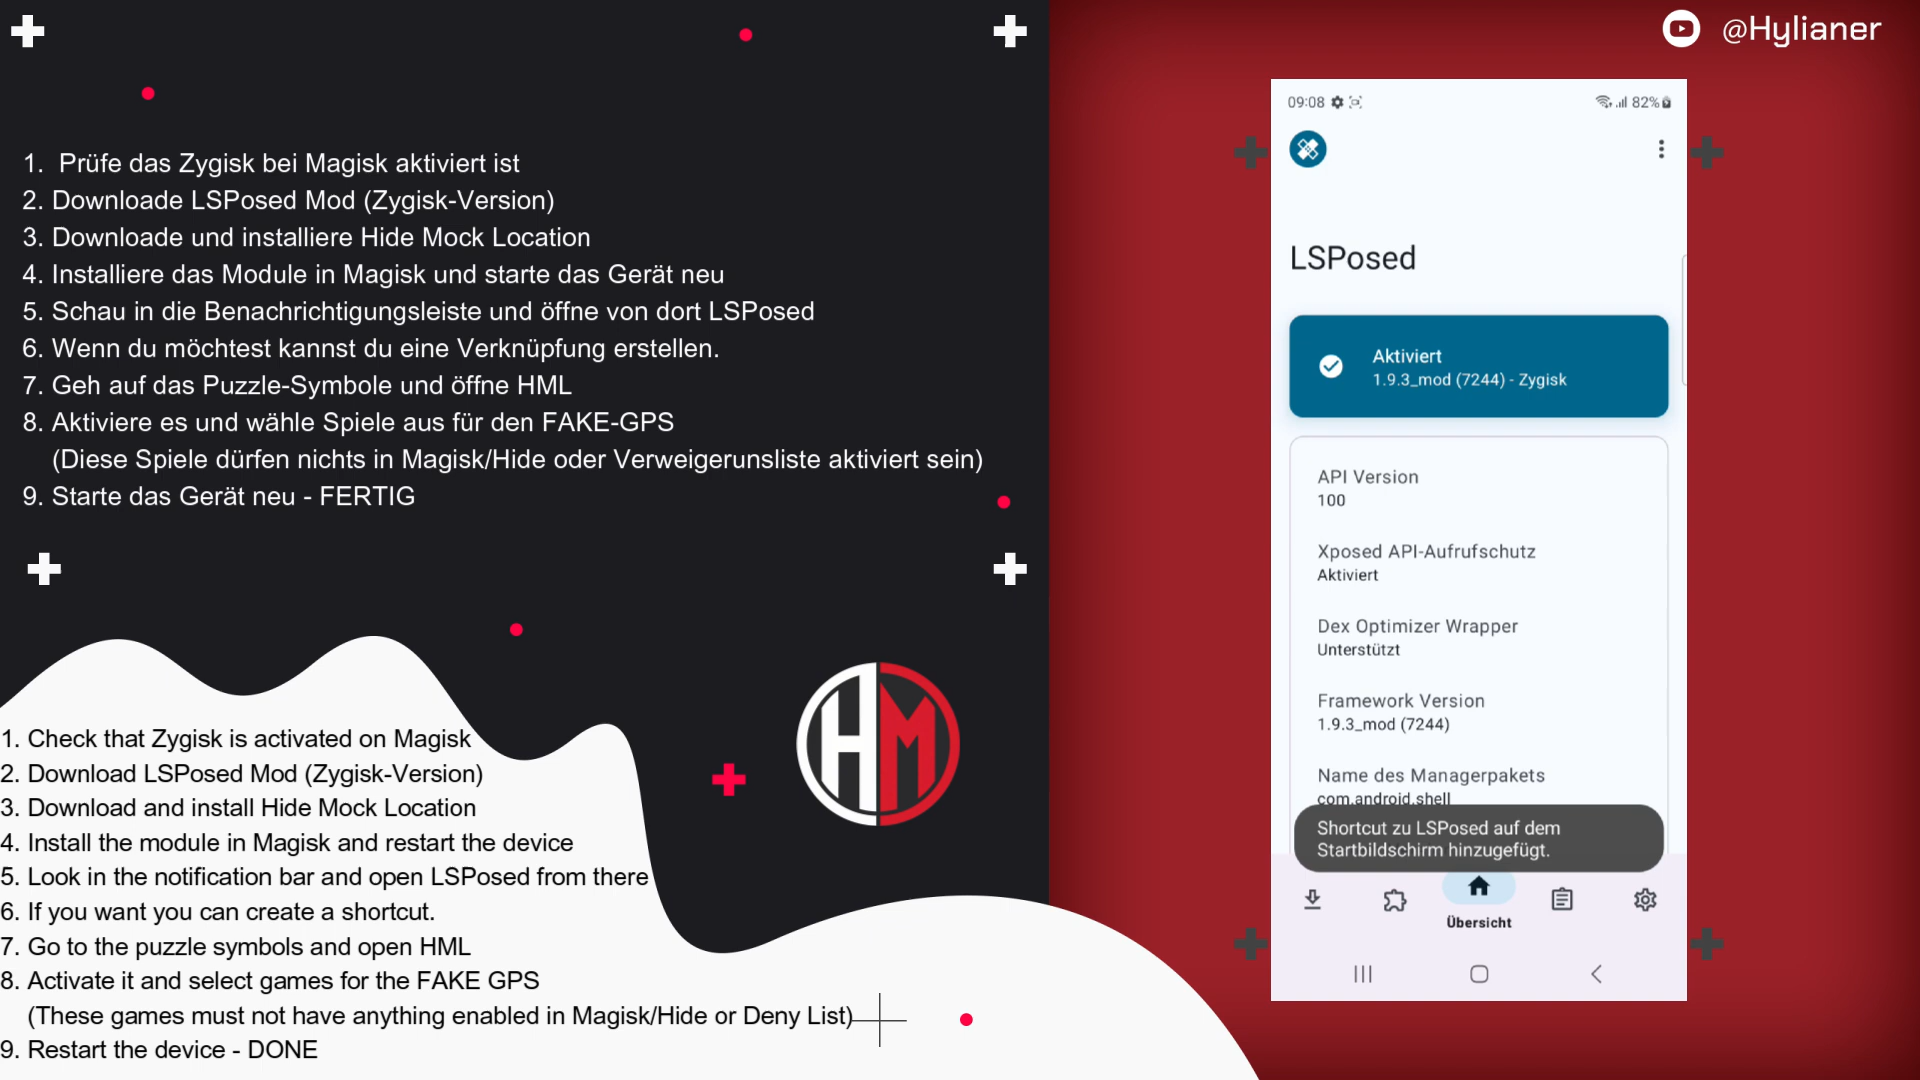 @Hylianer
1. Prüfe das Zygisk bei Magisk aktiviert ist
2. Downloade LSPosed Mod (Zygisk-Version)
3. Downloade und installiere Hide Mock Location
4. Installiere das Module in Magisk und starte das Gerät neu
5. Schau in die Benachrichtigungsleiste und öffne von dort LSPosed
6. Wenn du möchtest kannst du eine Verknüpfung erstellen.
7. Geh auf das Puzzle-Symbole und öffne HML
8. Aktiviere es und wähle Spiele aus für den FAKE-GPS
(Diese Spiele dürfen nichts in Magisk/Hide oder Verweigerunsliste aktiviert sein)
9. Starte das Gerät neu - FERTIG
HM
1. Check that Zygisk is activated on Magisk
2. Download LSPosed Mod (Zygisk-Version)
3. Download and install Hide Mock Location
4. Install the module in Magisk and restart the device
5. Look in the notification bar and open LSPosed from there
6. If you want you can create a shortcut.
7. Go to the puzzle symbols and open HML
8. Activate it and select games for the FAKE GPS
(These games must not have anything enabled in Magisk/Hide or Deny List)
9. Restart the device - DONE
09:08
82%
LSPosed
Aktiviert
1.9.3_mod (7244) - Zygisk
API Version
100
Xposed API-Aufrufschutz
Aktiviert
Dex Optimizer Wrapper
Unterstützt
Framework Version
1.9.3_mod (7244)
Name des Managerpakets
com.android.shell
Shortcut zu LSPosed auf dem
Startbildschirm hinzugefügt.
Übersicht